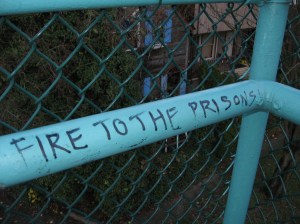 FIRE TO THE PRISONS